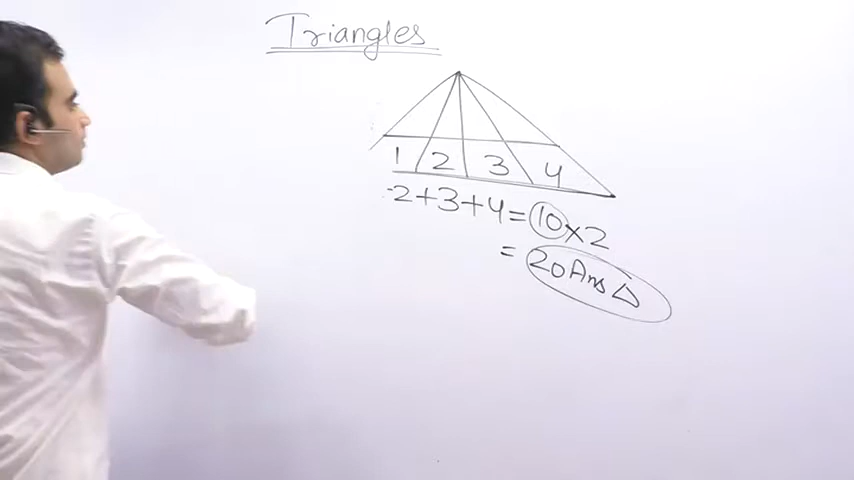 Triangles
1 2 3 4
2+3+4=10×2
= 20 Ans Δ